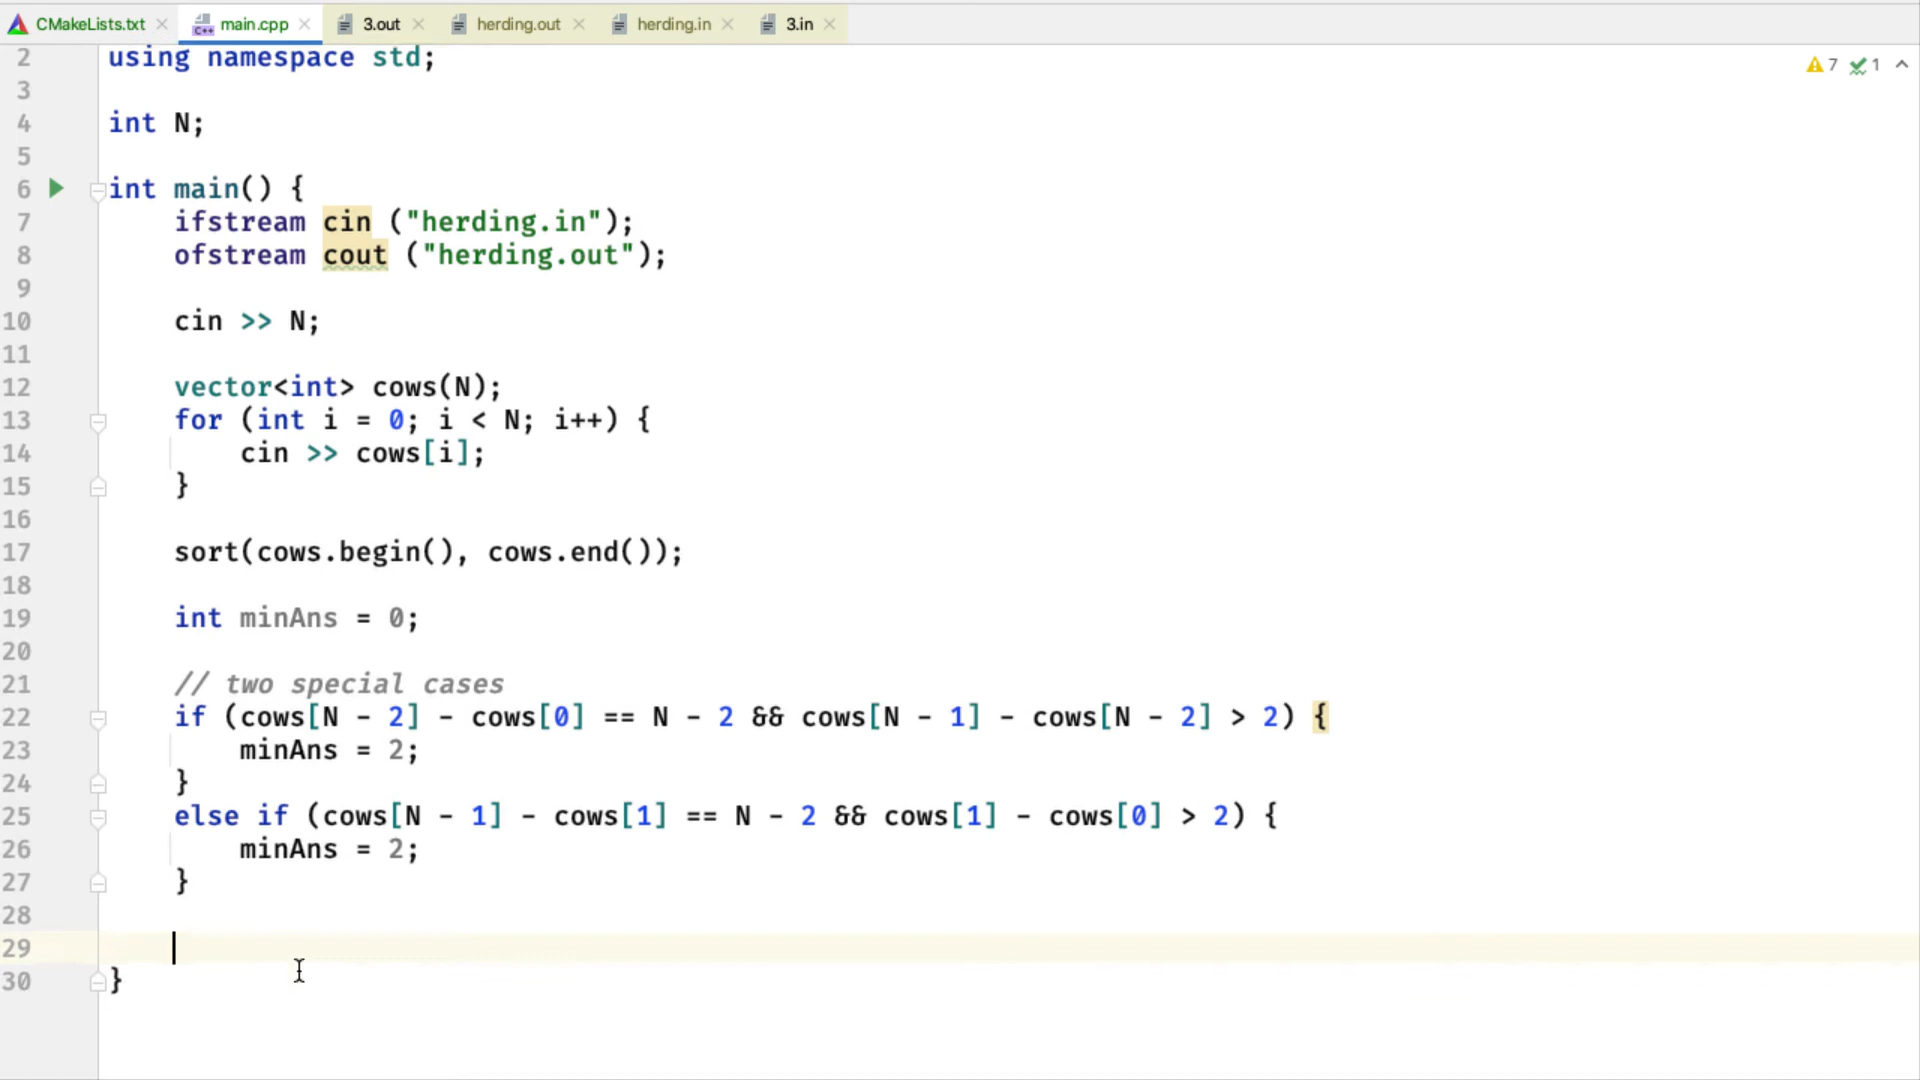 CMakeLists.txt main.cpp 3.out herding.out herding.in 3.in
2 using namespace std;
7 1
3
4 int N;
5
6 int main() {
7 ifstream cin ("herding.in");
8 ofstream cout ("herding.out");
9
10 cin >> N;
11
12 vector<int> cows(N);
13 for (int i = 0; i < N; i++) {
14 cin >> cows[i];
15 }
16
17 sort(cows.begin(), cows.end());
18
19 int minAns = 0;
20
21 // two special cases
22 if (cows[N - 2] - cows[0] == N - 2 && cows[N - 1] - cows[N - 2] > 2) {
23 minAns = 2;
24 }
25 else if (cows[N - 1] - cows[1] == N - 2 && cows[1] - cows[0] > 2) {
26 minAns = 2;
27 }
28
29
30 }